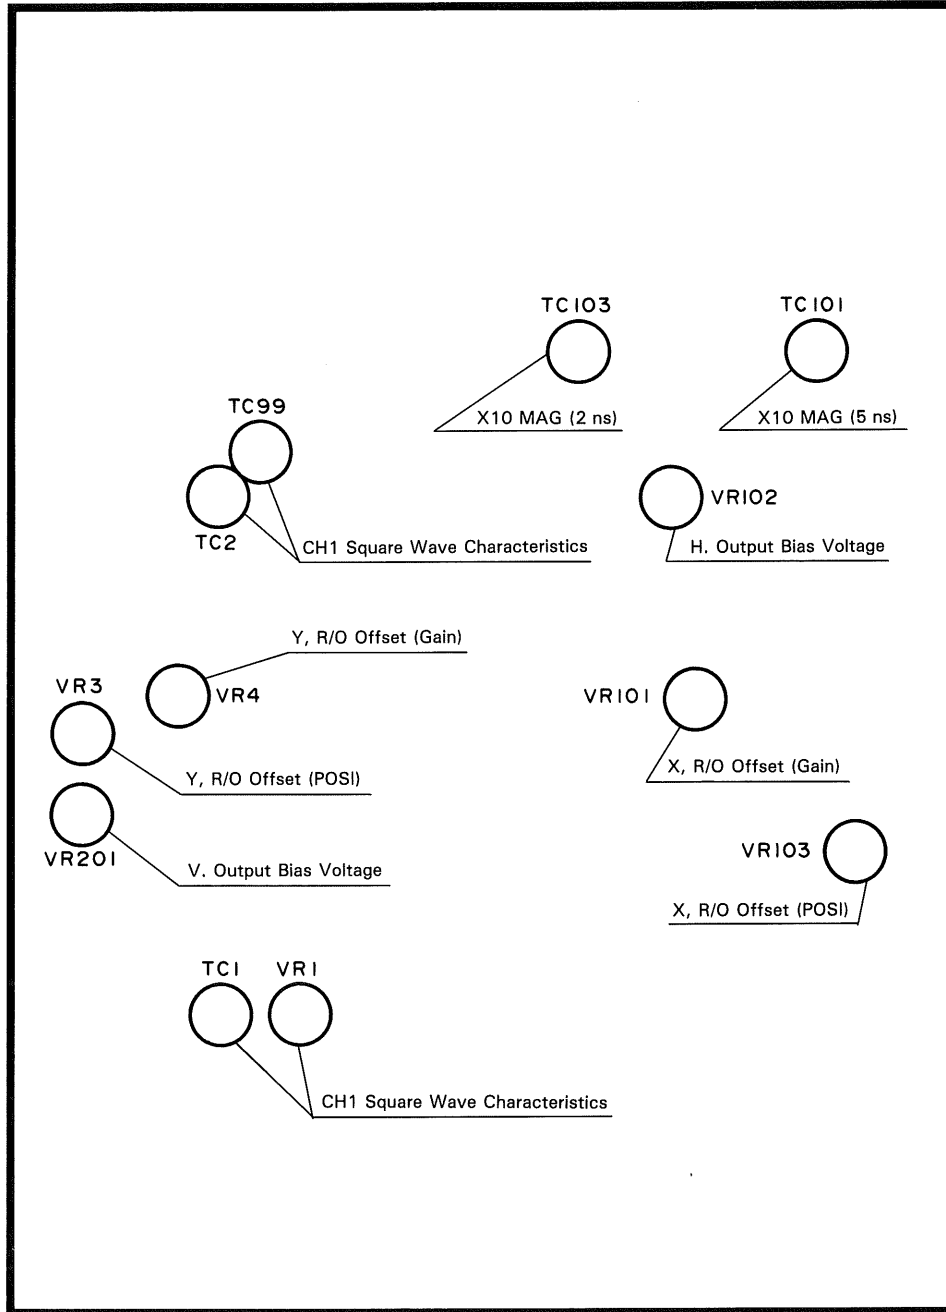 TC103
TC101
X10 MAG (2 ns)
X10 MAG (5 ns)
TC99
TC2
CH1 Square Wave Characteristics
VR102
H. Output Bias Voltage
Y, R/O Offset (Gain)
VR3
VR4
Y, R/O Offset (POSI)
VR101
X, R/O Offset (Gain)
VR201
V. Output Bias Voltage
VR103
X, R/O Offset (POSI)
TC1
VR1
CH1 Square Wave Characteristics